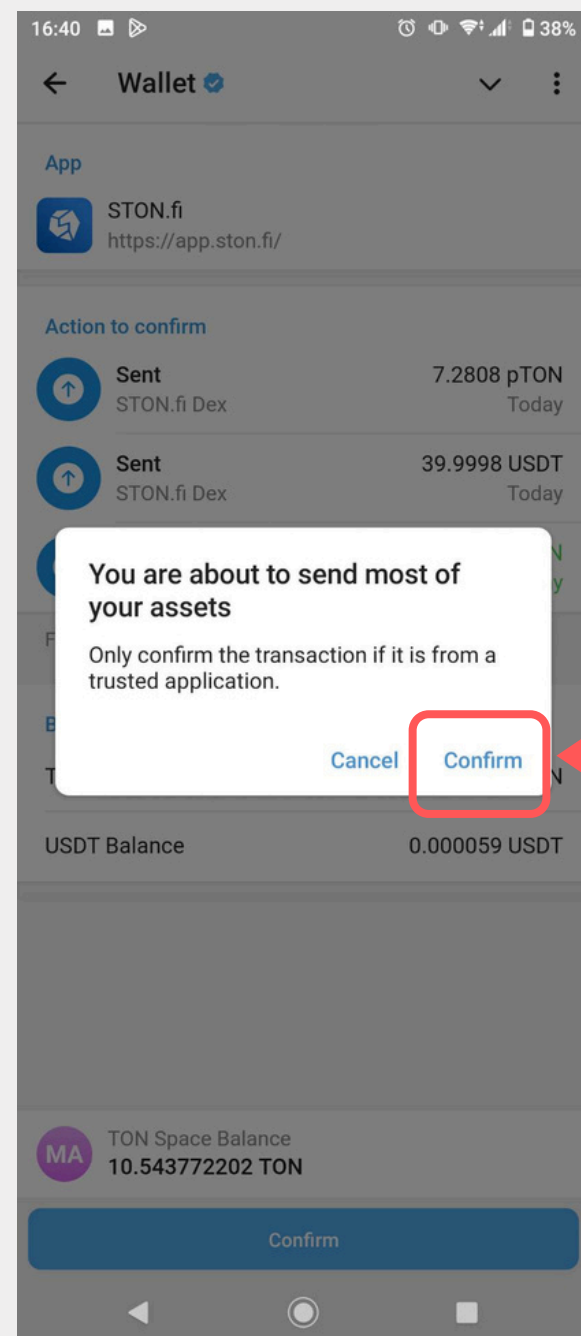 16:40 38%
Wallet
App
STON.fi
https://app.ston.fi/
Action to confirm
Sent 7.2808 pTON
STON.fi Dex Today
Sent 39.9998 USDT
STON.fi Dex Today
N
y
F
You are about to send most of
your assets
Only confirm the transaction if it is from a
trusted application.
Cancel Confirm
B
T N
USDT Balance 0.000059 USDT
MA
TON Space Balance
10.543772202 TON
Confirm